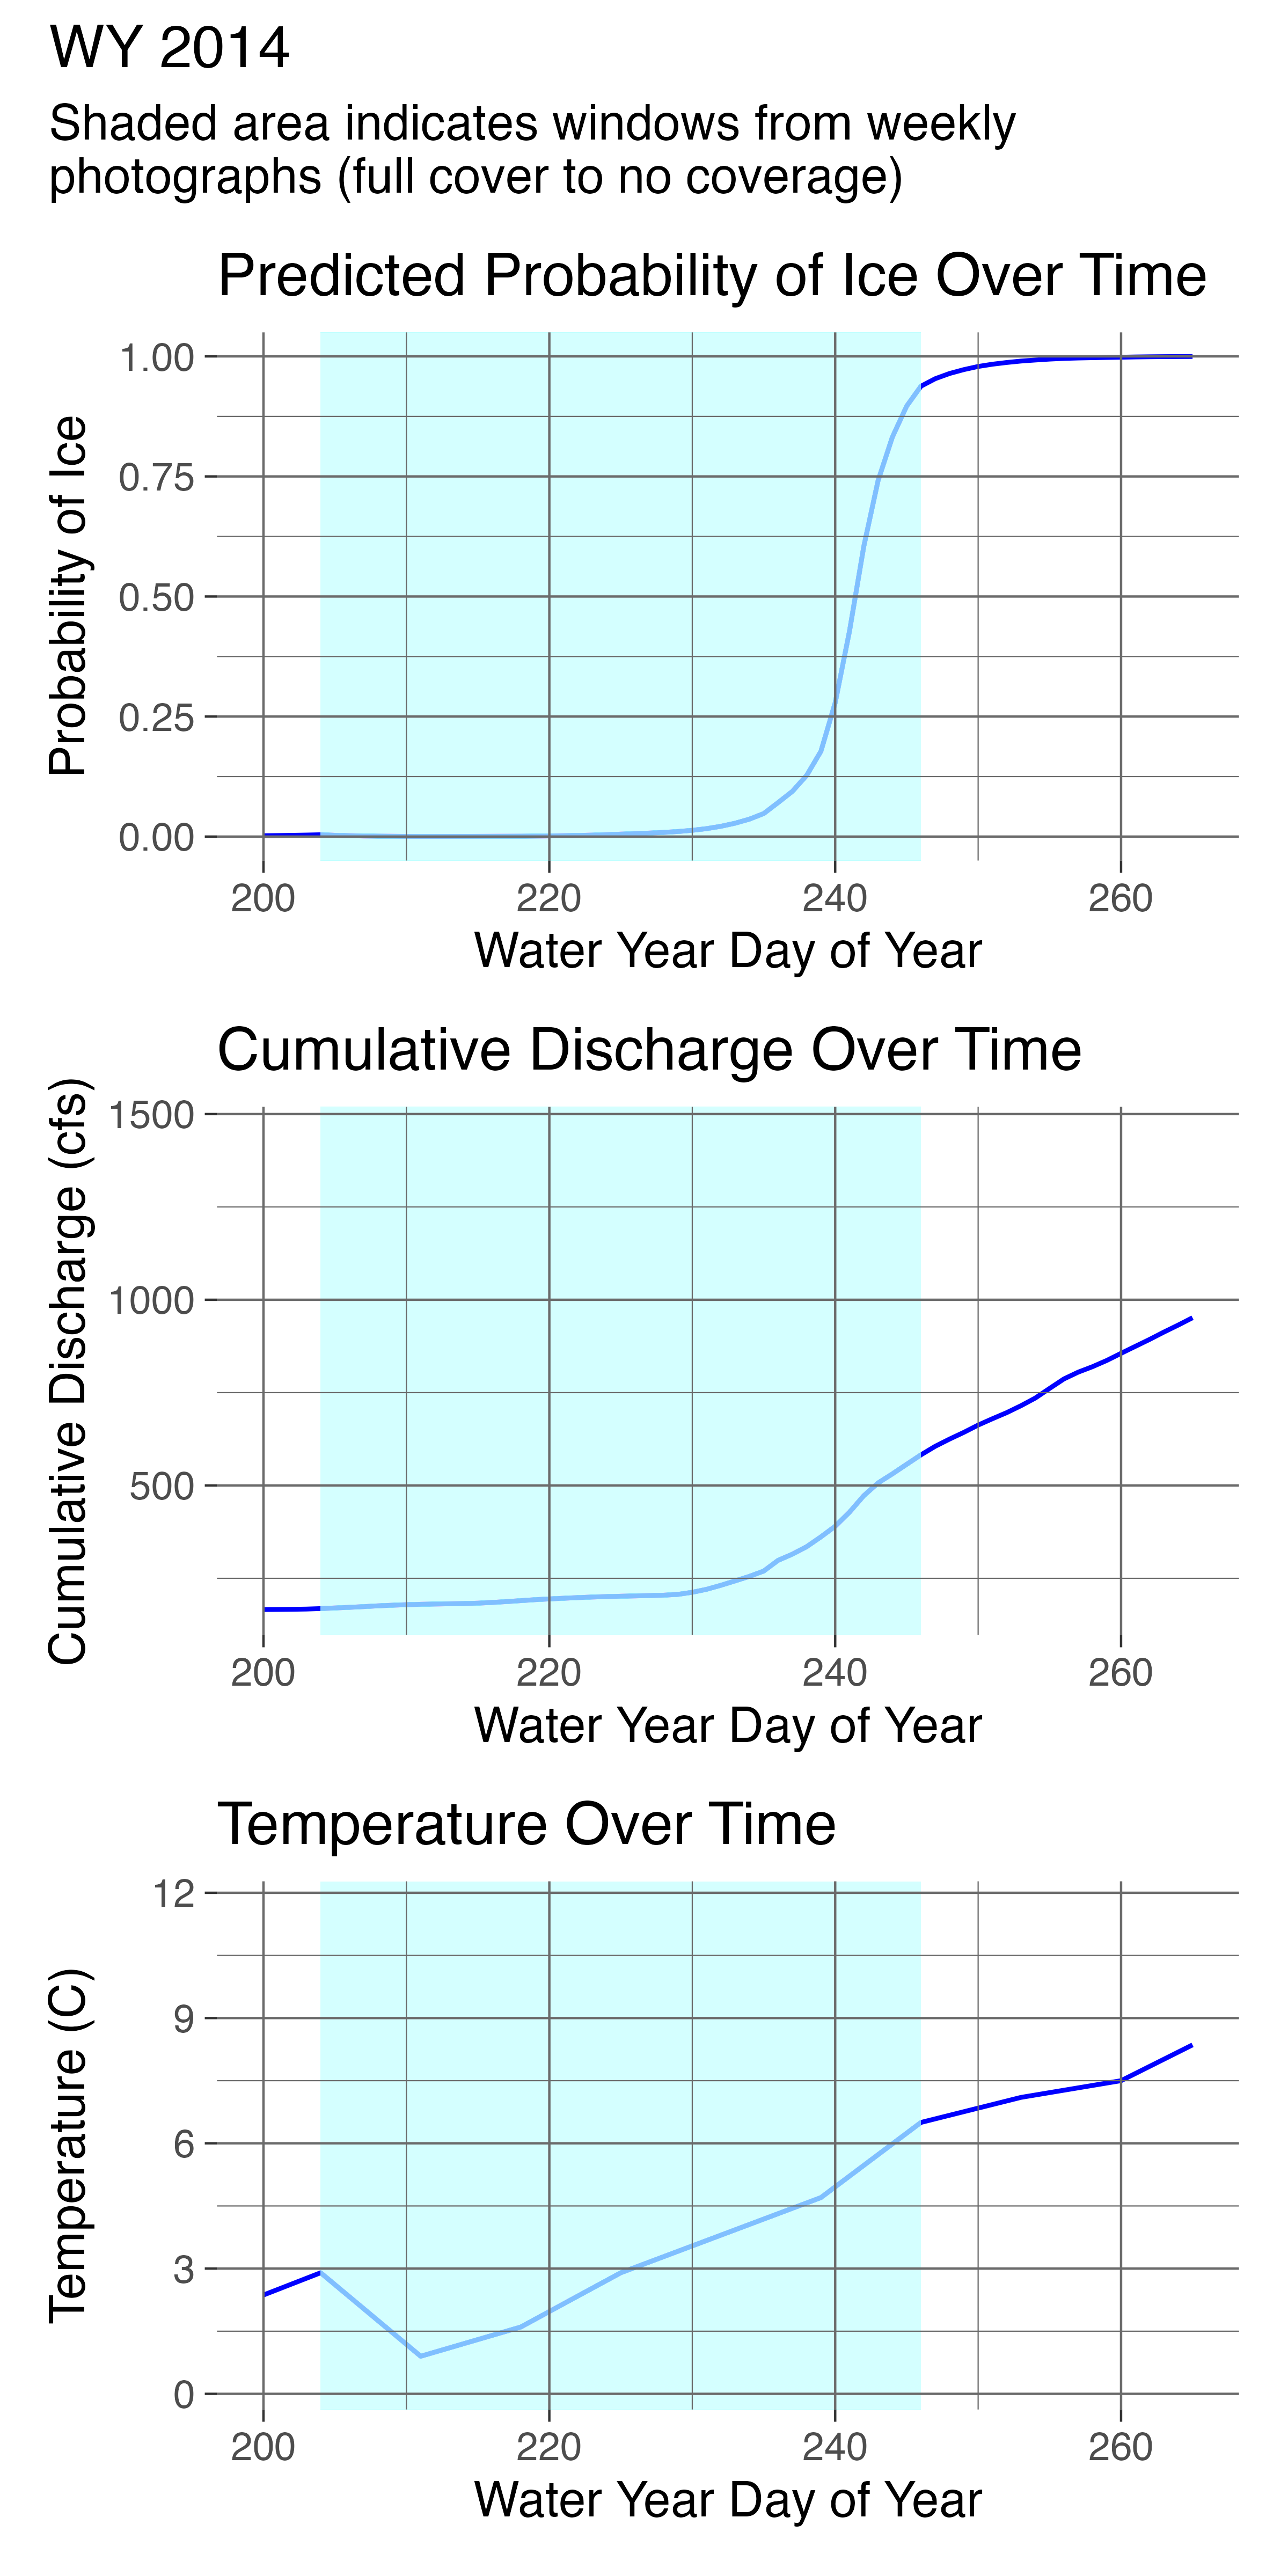 WY 2014
Shaded area indicates windows from weekly
photographs (full cover to no coverage)
Predicted Probability of Ice Over Time
Probability of Ice
1.00
0.75
0.50
0.25
0.00
200 220 240 260
Water Year Day of Year
Cumulative Discharge Over Time
Cumulative Discharge (cfs)
1500
1000
500
200 220 240 260
Water Year Day of Year
Temperature Over Time
Temperature (C)
12
9
6
3
0
200 220 240 260
Water Year Day of Year